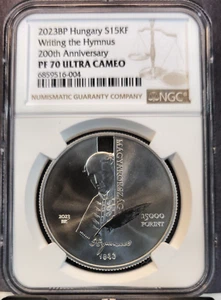 2023BP Hungary S15KF
Writing the Hymnus
200th Anniversary
PF 70 ULTRA CAMEO
6859516-004
NUMISMATIC GUARANTY COMPANY
NGC
MAGYARORSZÁG
2023
BP.
15000
FORINT
1823